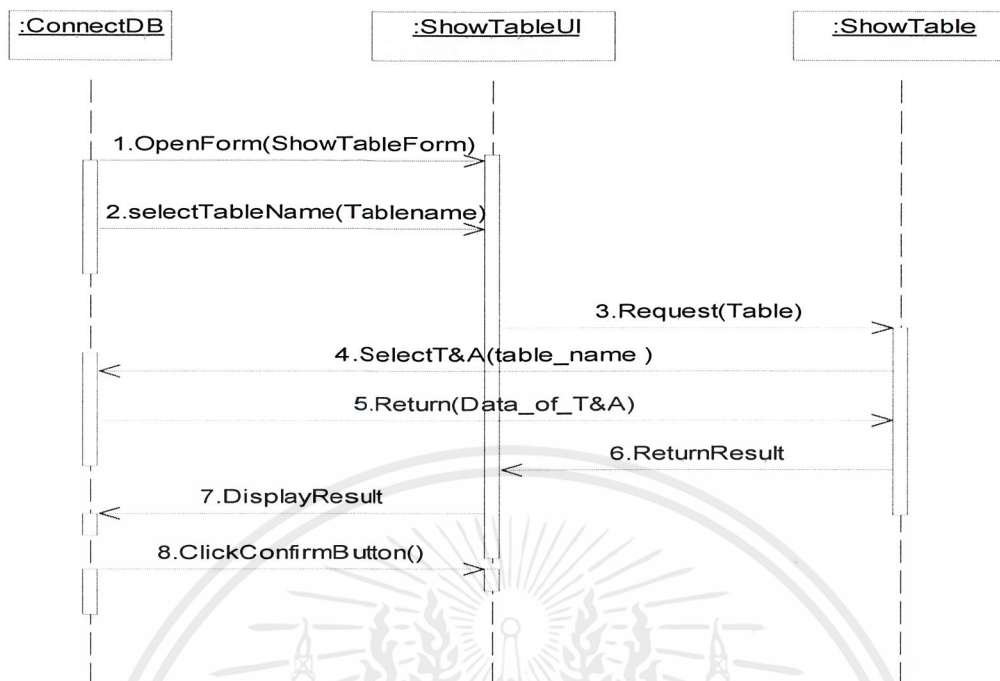 :ConnectDB
:ShowTableUI
:ShowTable
1.OpenForm(ShowTableForm)
2.selectTableName(Tablename)
3.Request(Table)
4.SelectT&A(table_name )
5.Return(Data_of_T&A)
6.ReturnResult
7.DisplayResult
8.ClickConfirmButton()